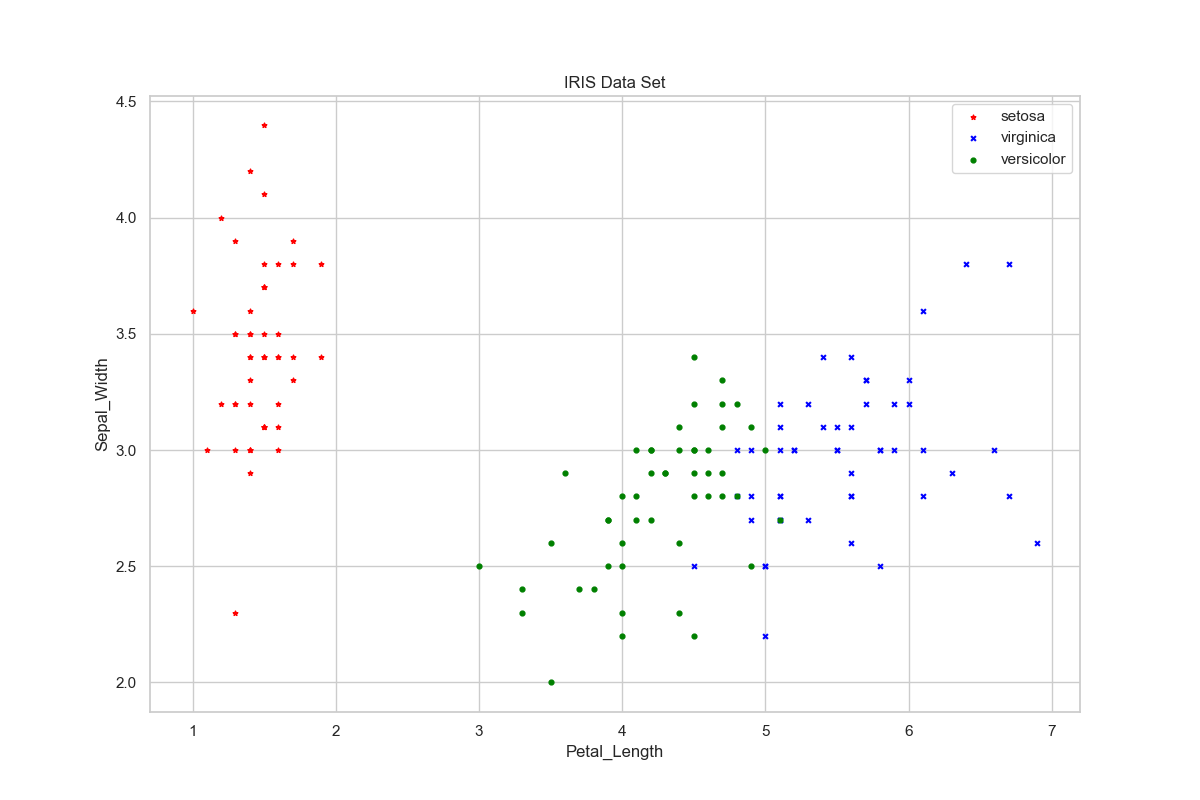 IRIS Data Set
setosa
virginica
versicolor
Sepal_Width
4.5
4.0
3.5
3.0
2.5
2.0
1 2 3 4 5 6 7
Petal_Length